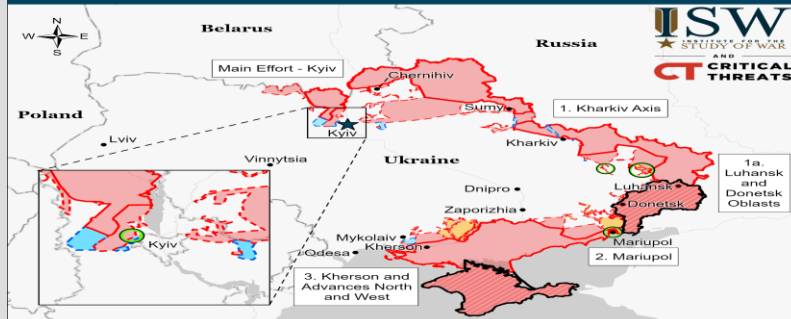 N
W E
S
Belarus
Russia
ISW
INSTITUTE FOR THE
STUDY OF WAR
AND
CT CRITICAL
THREATS
Main Effort - Kyiv
Chernihiv
Poland
Sumy
1. Kharkiv Axis
Kyiv
Lviv
Kharkiv
Vinnytsia
Ukraine
1a.
Luhansk
and
Donetsk
Oblasts
Luhansk
Dnipro
Donetsk
Zaporizhia
Kyiv
Mykolaiv
Kherson
Mariupol
Odesa
2. Mariupol
3. Kherson and
Advances North
and West